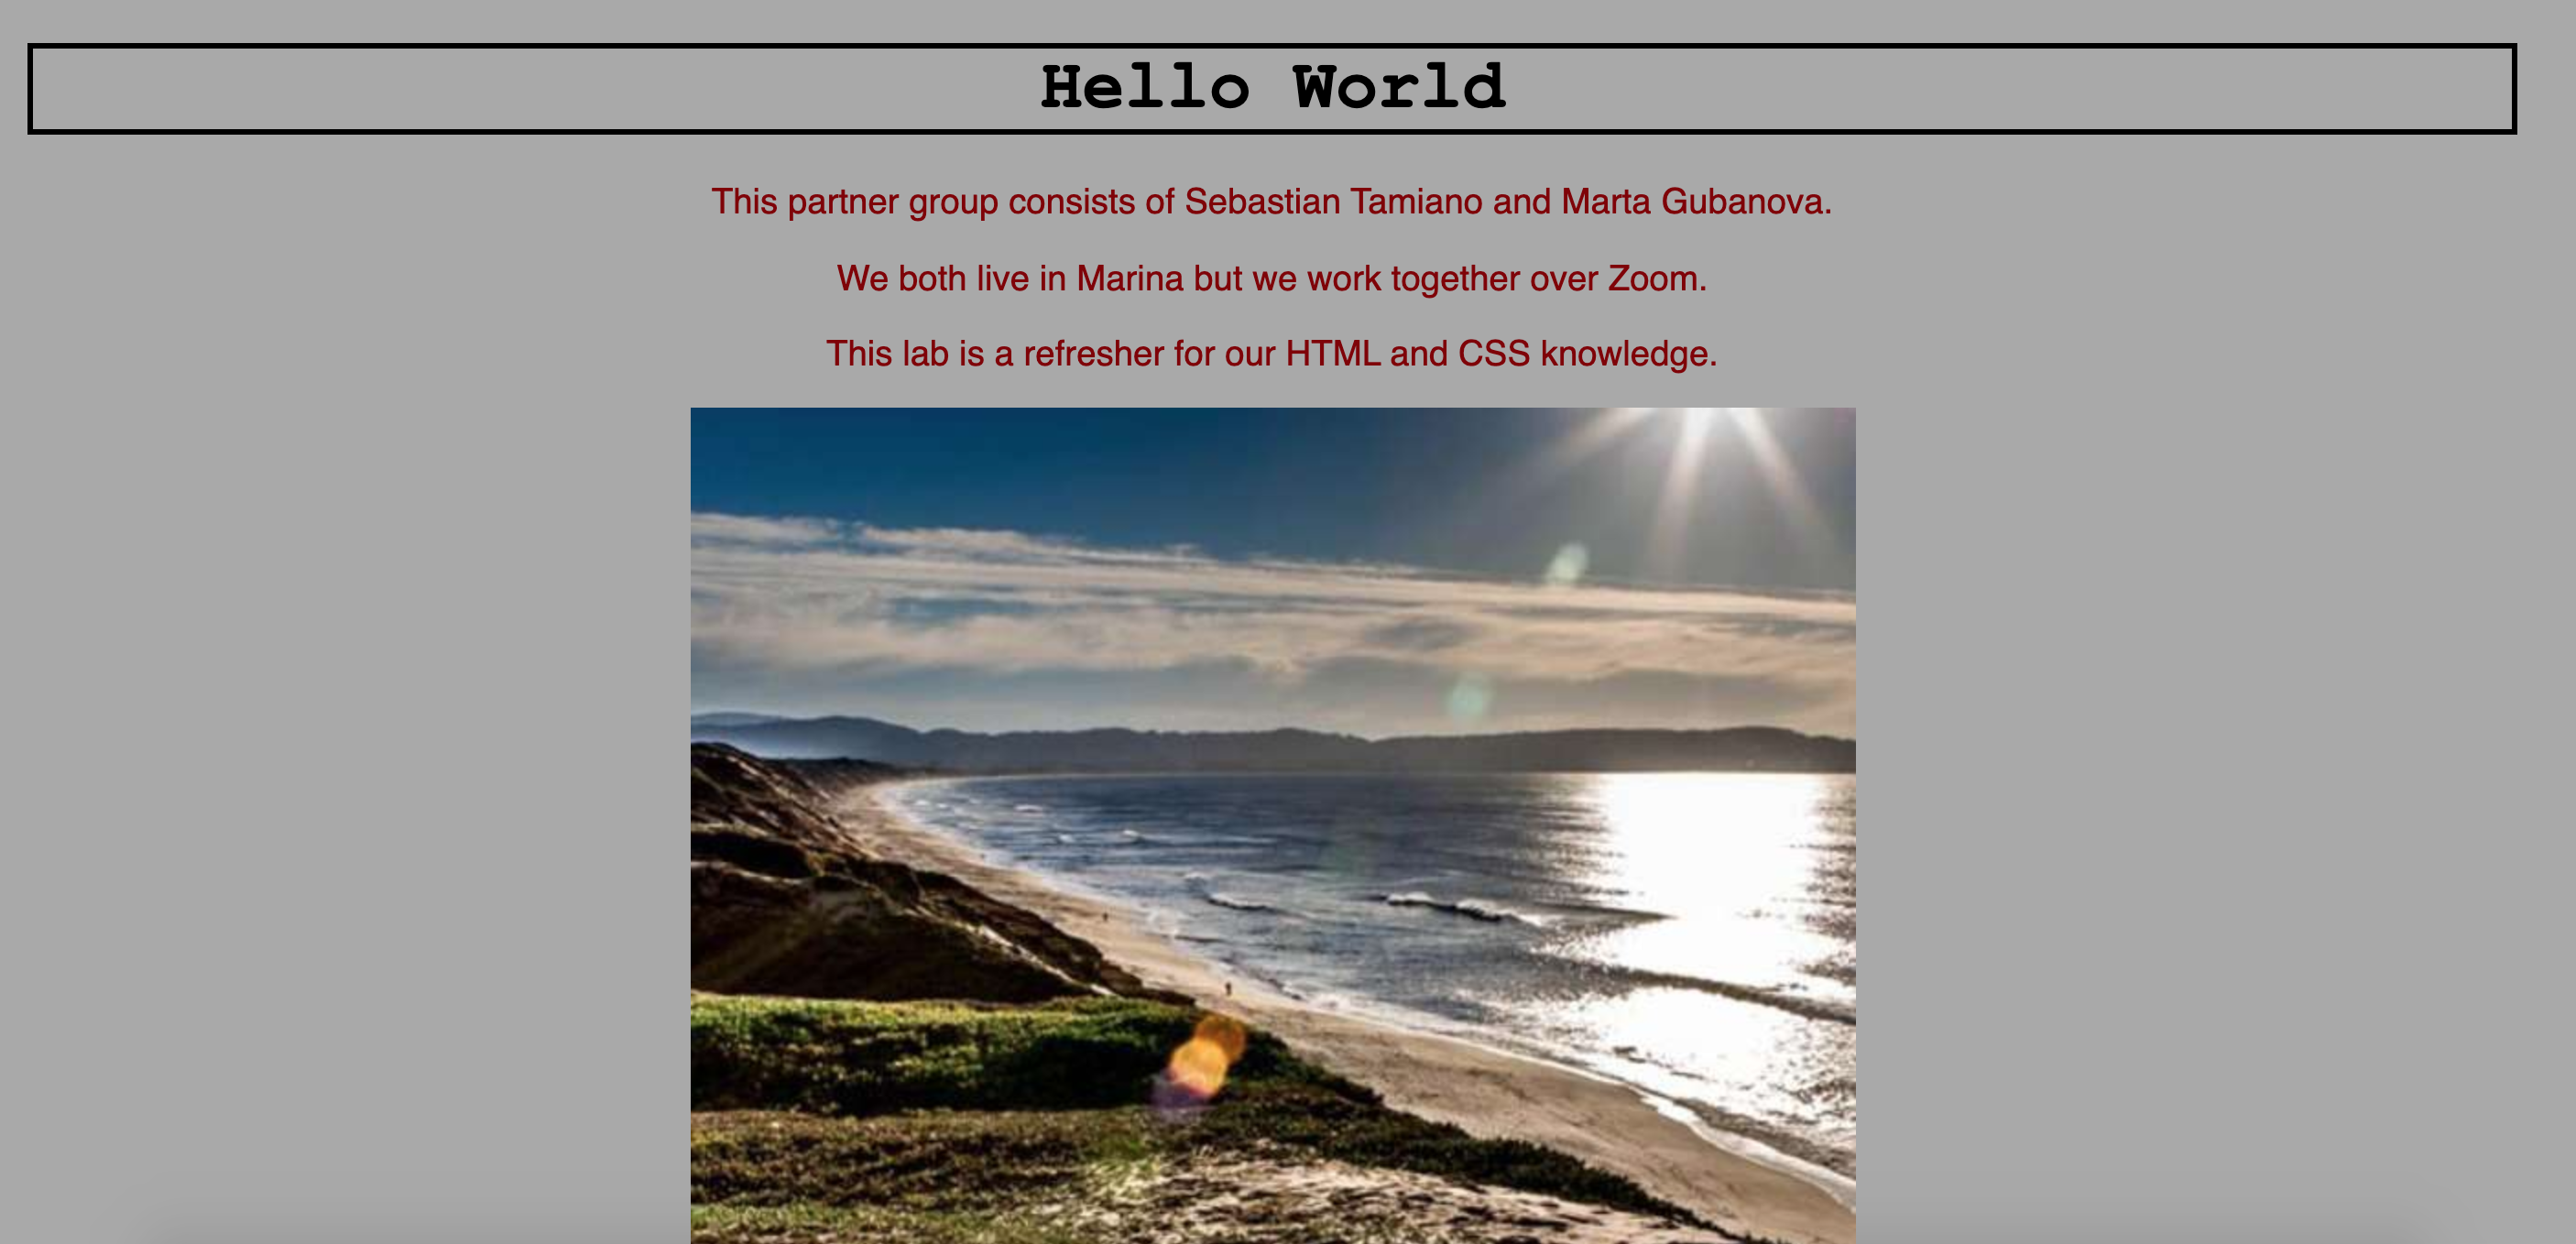 Hello World
This partner group consists of Sebastian Tamiano and Marta Gubanova.
We both live in Marina but we work together over Zoom.
This lab is a refresher for our HTML and CSS knowledge.